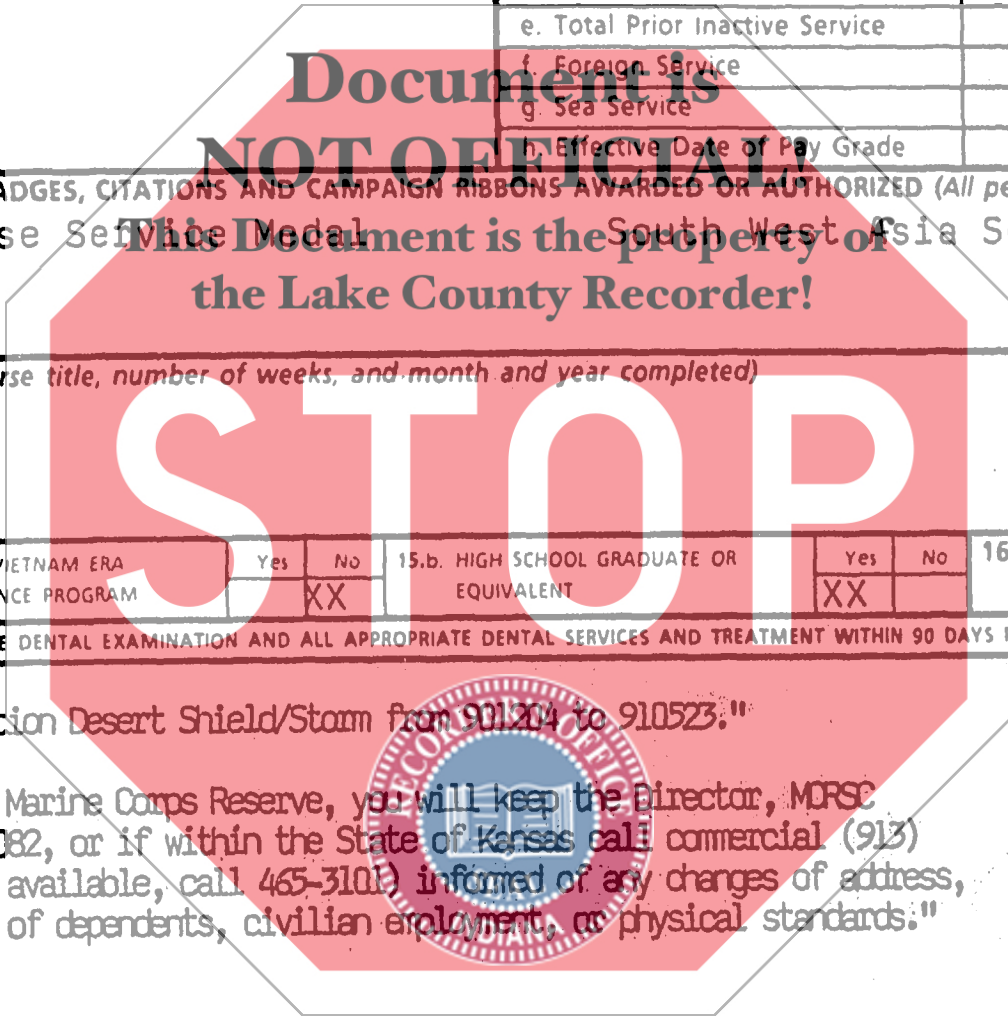 e. Total Prior Inactive Service
f. Foreign Service
g. Sea Service
h. Effective Date of Pay Grade
Document is
NOT OFFICIAL!
This Document is the property of
the Lake County Recorder!
ADGES, CITATIONS AND CAMPAIGN RIBBONS AWARDED OR AUTHORIZED (All pe
se Service Medal South West Asia S
rse title, number of weeks, and month and year completed)
STOP
IETNAM ERA Yes No 15.b. HIGH SCHOOL GRADUATE OR Yes No 16
NCE PROGRAM XX EQUIVALENT XX
E DENTAL EXAMINATION AND ALL APPROPRIATE DENTAL SERVICES AND TREATMENT WITHIN 90 DAYS
tion Desert Shield/Storm from 901204 to 910523."
RECORDER'S OFFICE
Marine Corps Reserve, you will keep the Director, MCRSC
082, or if within the State of Kansas call commercial (913)
available, call 465-3101) informed of any changes of address,
of dependents, civilian employment, or physical standards."
INDIANA